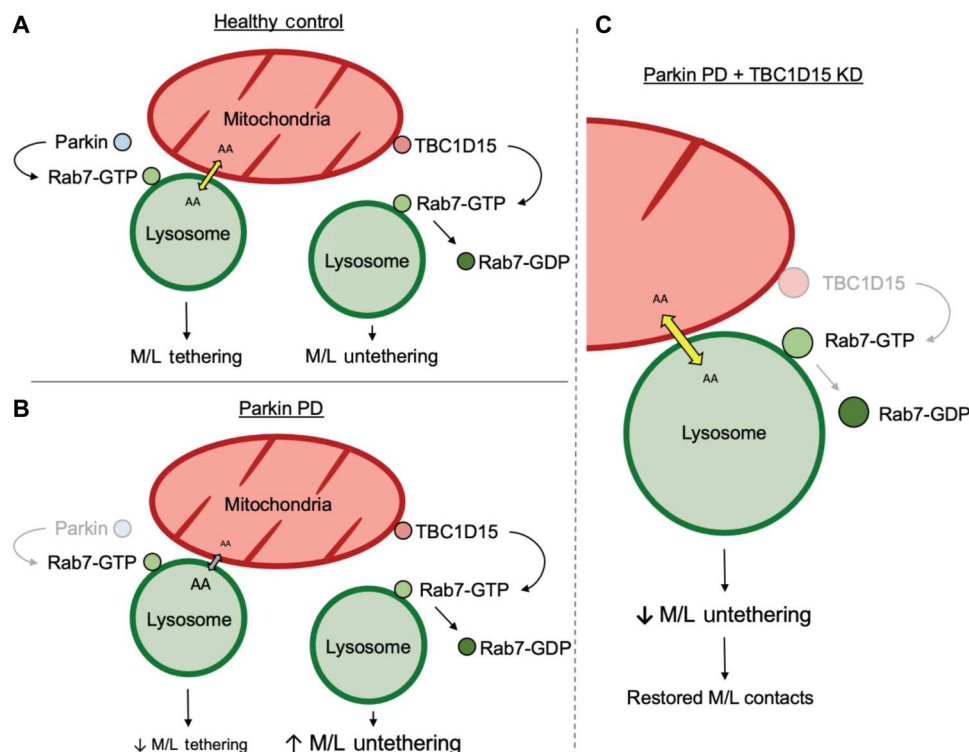 A
Healthy control
Mitochondria
AA
Parkin
TBC1D15
Rab7-GTP
AA
Rab7-GTP
Lysosome
Lysosome
Rab7-GDP
M/L tethering
M/L untethering
B
Parkin PD
Mitochondria
Parkin
TBC1D15
AA
Rab7-GTP
AA
Rab7-GTP
Lysosome
Lysosome
Rab7-GDP
↓ M/L tethering
↑ M/L untethering
C
Parkin PD + TBC1D15 KD
TBC1D15
AA
Rab7-GTP
AA
Rab7-GDP
Lysosome
↓ M/L untethering
Restored M/L contacts